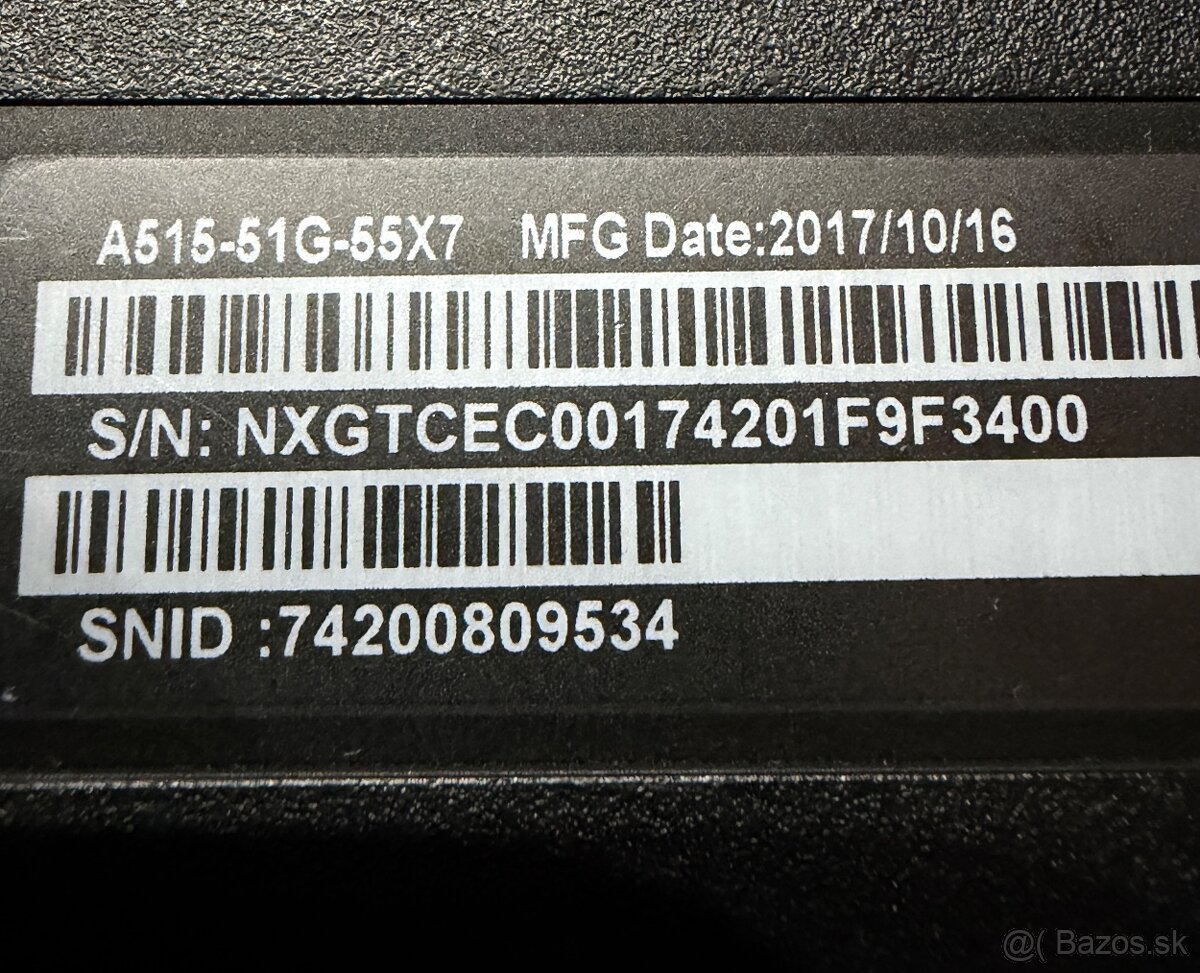 A515-51G-55X7 MFG Date:2017/10/16
S/N: NXGTCEC00174201F9F3400
SNID :74200809534
@( Bazos.sk